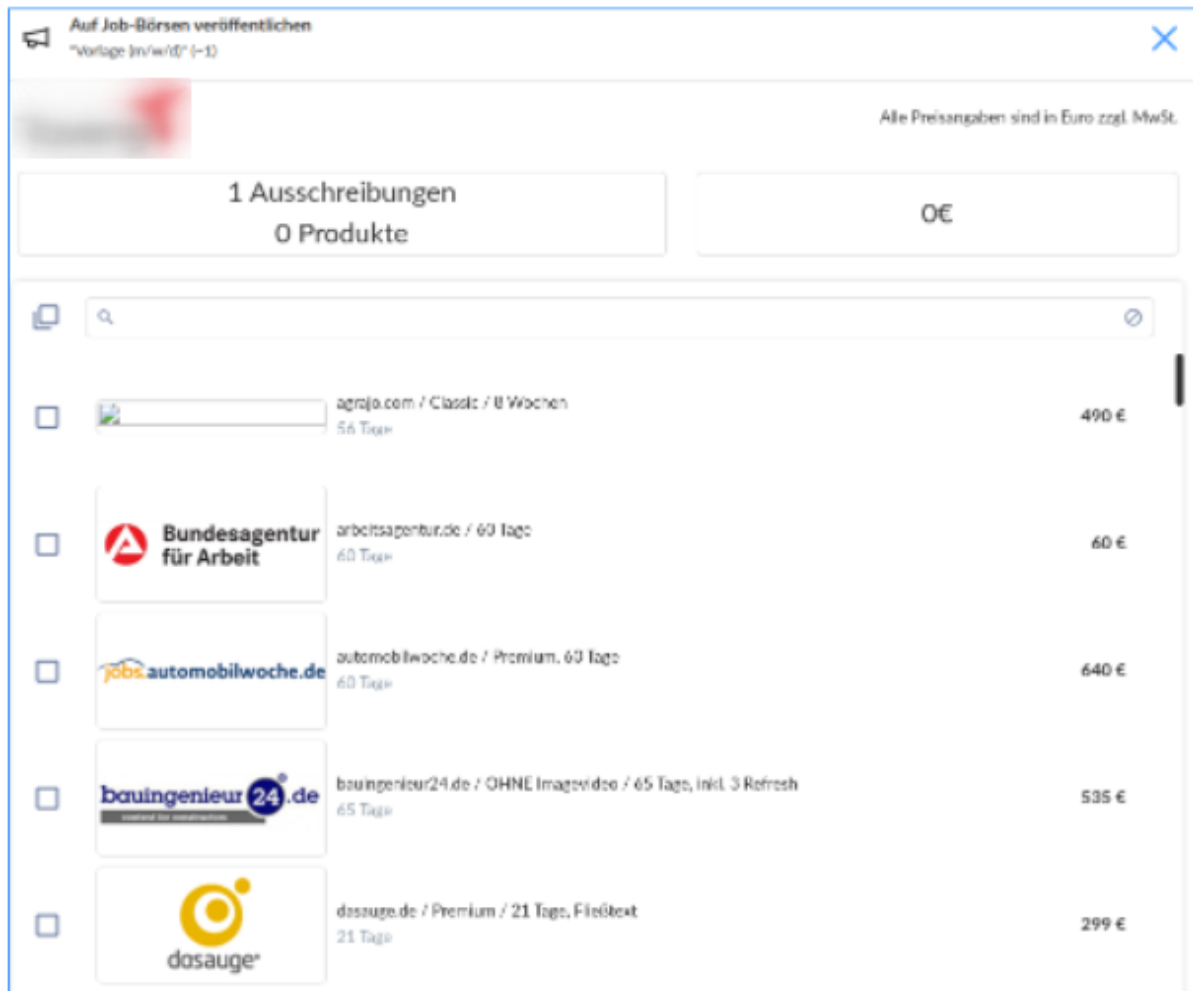 Auf Job-Börsen veröffentlichen
"Vorlage (m/w/d)" (~1)
Alle Preisangaben sind in Euro zzgl. MwSt.
1 Ausschreibungen
0 Produkte
0€
agrajo.com / Classic / 8 Wochen
56 Tage
490 €
Bundesagentur
für Arbeit
arbeitsagentur.de / 60 Tage
60 Tage
60 €
jobs.automobilwoche.de
automobilwoche.de / Premium, 60 Tage
60 Tage
640 €
bauingenieur24.de
bauingenieur24.de / OHNE Imagevideo / 65 Tage, inkl. 3 Refresh
65 Tage
535 €
dasauge
dasauge.de / Premium / 21 Tage, Fließtext
21 Tage
299 €